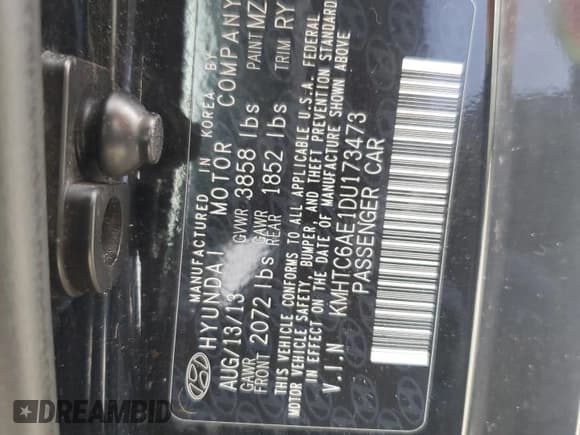 MANUFACTURED IN KOREA BY
HYUNDAI MOTOR COMPANY
AUG/13/13 GVWR 3858 lbs PAINT MZ
GAWR FRONT 2072 lbs GAWR REAR 1852 lbs TRIM RY
THIS VEHICLE CONFORMS TO ALL APPLICABLE U.S.A. FEDERAL
MOTOR VEHICLE SAFETY, BUMPER, AND THEFT PREVENTION STANDARD
IN EFFECT ON THE DATE OF MANUFACTURE SHOWN ABOVE
V.I.N KMHTC6AE1DU173473
PASSENGER CAR
DREAMBID